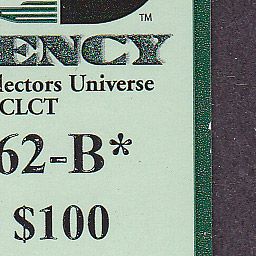 TM
ENCY
lectors Universe
CLCT
62-B*
$100